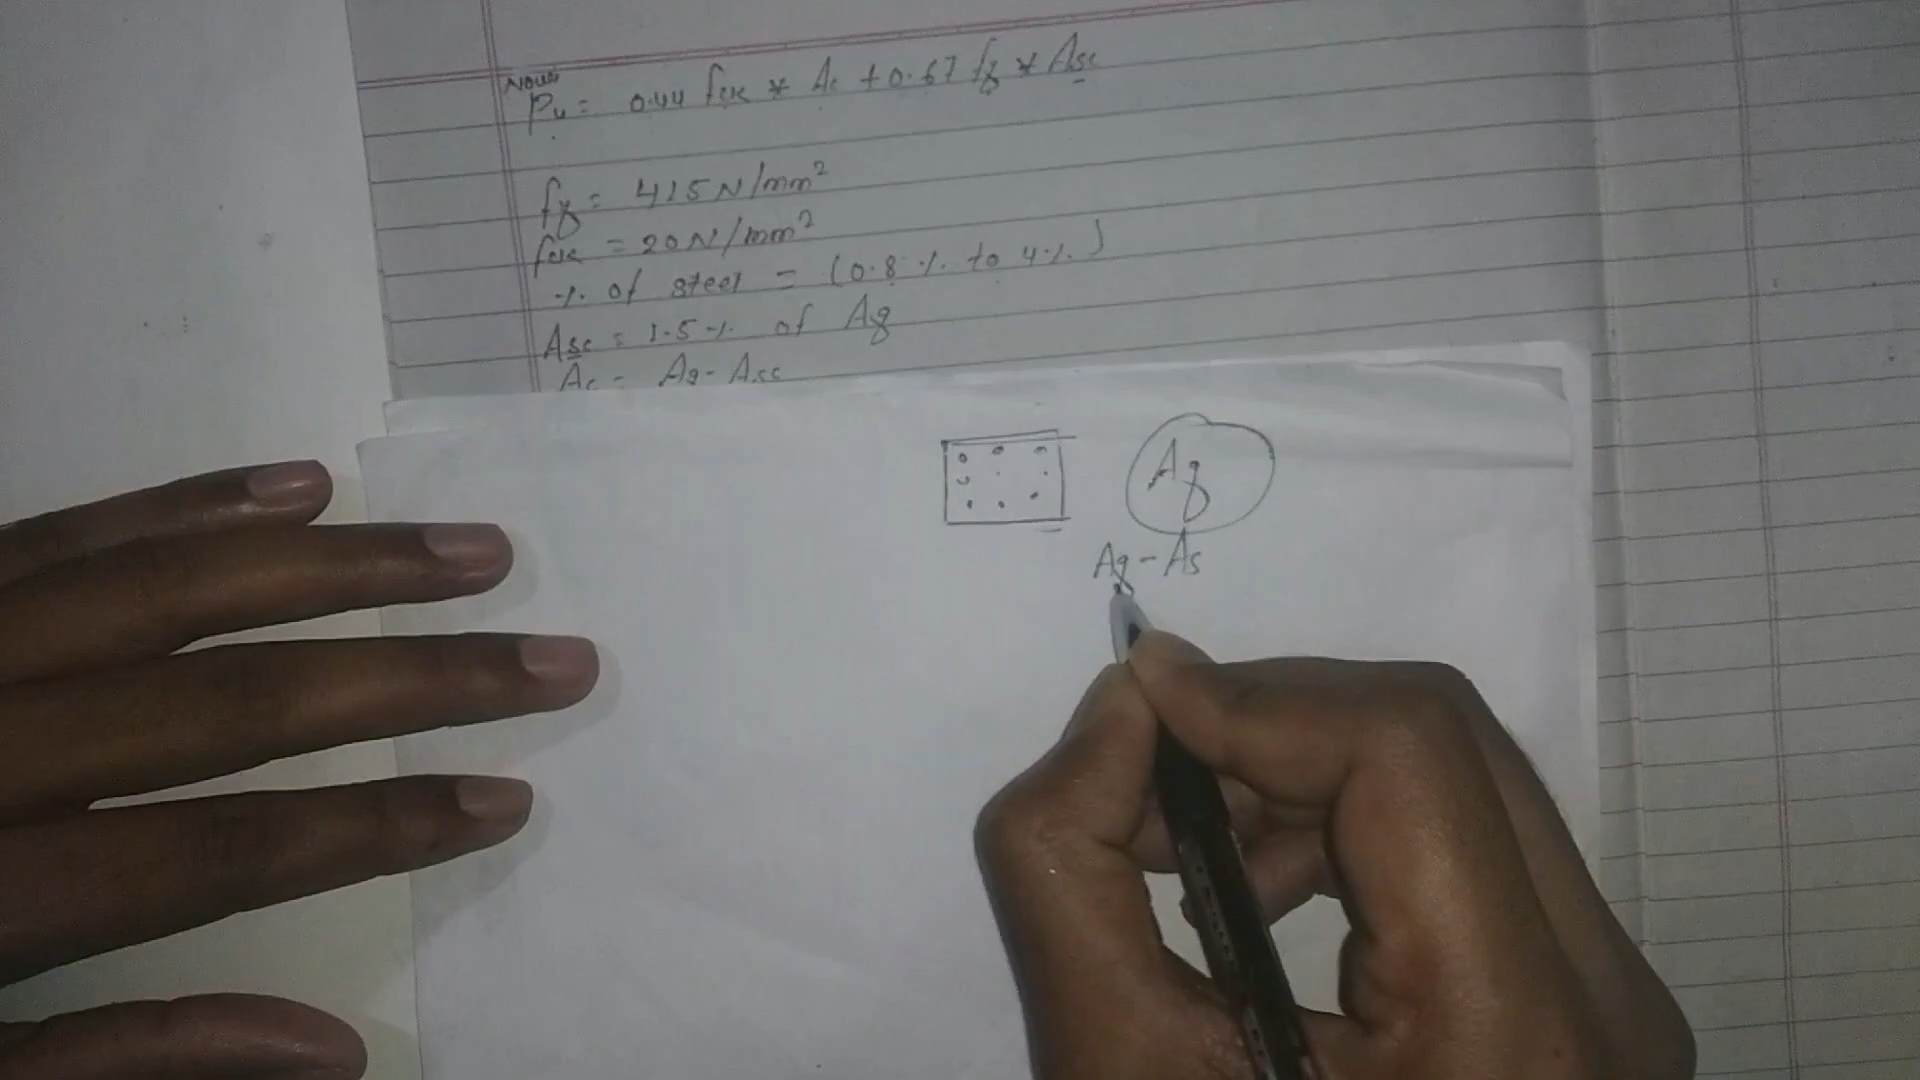 Now
Pu = 0.44 fck * Ac + 0.67 fy * Asc
fy = 415 N/mm²
fck = 20 N/mm²
% of steel = (0.8 % to 4 %)
Asc = 1.5 % of Ag
Ac = Ag - Asc
Ag
Ag - As